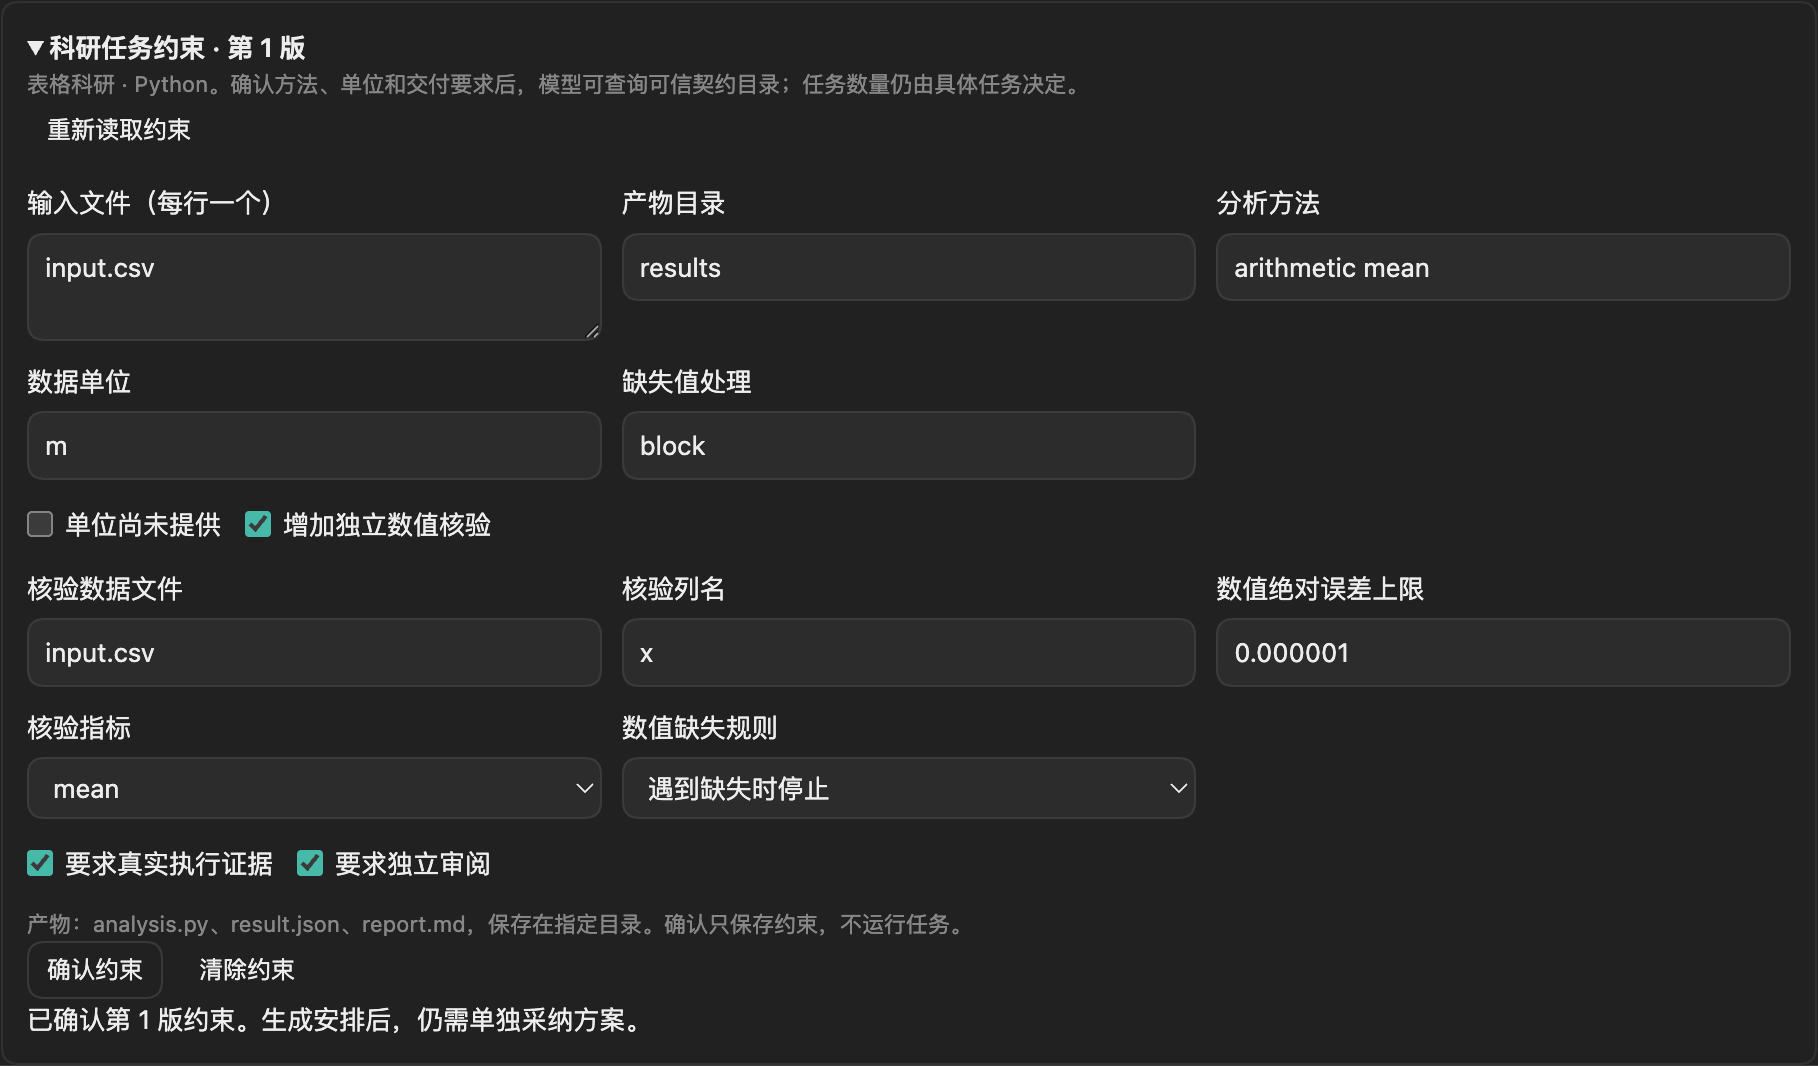 ▼科研任务约束 · 第 1 版
表格科研 · Python。确认方法、单位和交付要求后，模型可查询可信契约目录；任务数量仍由具体任务决定。
重新读取约束
输入文件（每行一个） 产物目录 分析方法
input.csv results arithmetic mean
数据单位 缺失值处理
m block
单位尚未提供 增加独立数值核验
核验数据文件 核验列名 数值绝对误差上限
input.csv x 0.000001
核验指标 数值缺失规则
mean 遇到缺失时停止
要求真实执行证据 要求独立审阅
产物：analysis.py、result.json、report.md，保存在指定目录。确认只保存约束，不运行任务。
确认约束 清除约束
已确认第 1 版约束。生成安排后，仍需单独采纳方案。